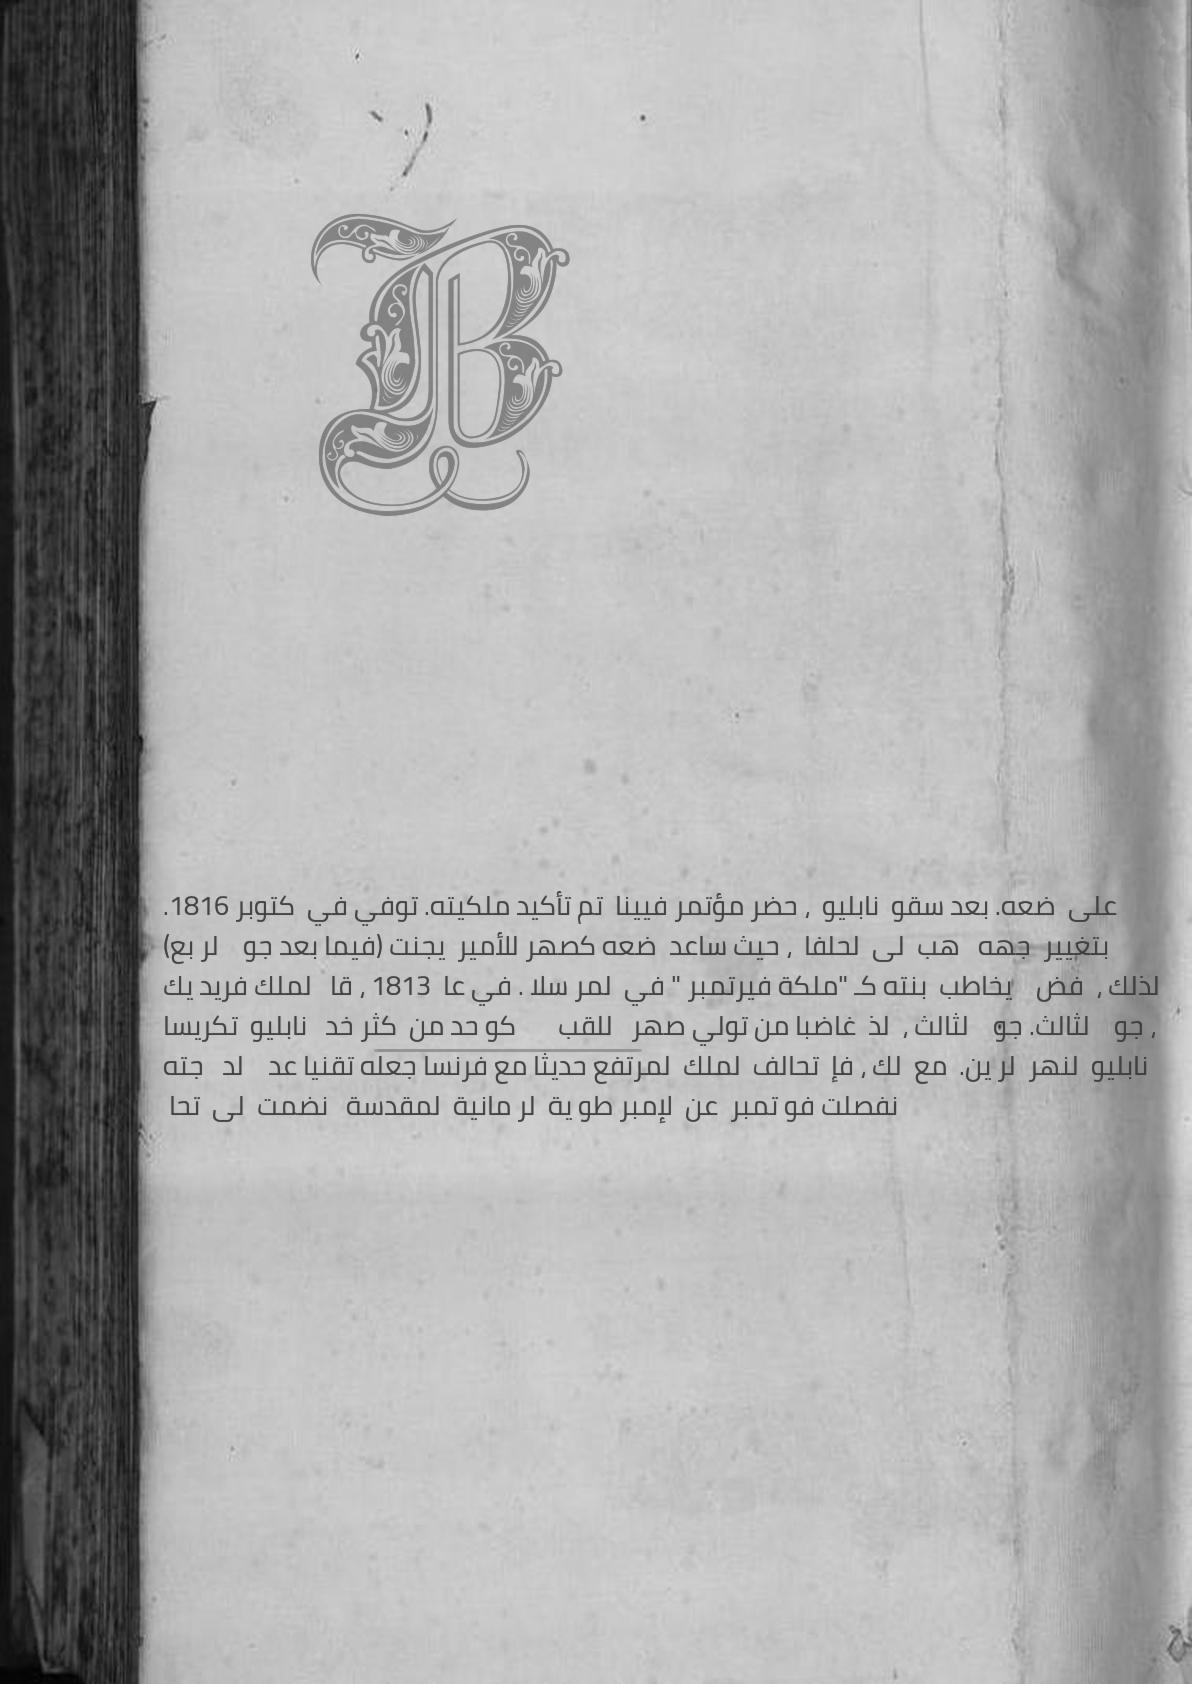 على ضعه. بعد سقو نابليو ، حضر مؤتمر فيينا تم تأكيد ملكيته. توفي في كتوبر 1816.
بتغيير جهه هب لى لحلفا ، حيث ساعد ضعه كصهر للأمير يجنت (فيما بعد جو لر بع)
لذلك ، فض يخاطب بنته كـ "ملكة فيرتمبر " في لمر سلا . في عا 1813 ، قا لملك فريد يك
، جو لثالث. جو لثالث ، لذ غاضبا من تولي صهر للقب كو حد من كثر خد نابليو تكريسا
نابليو لنهر لر ين. مع لك ، فإ تحالف لملك لمرتفع حديثا مع فرنسا جعله تقنيا عد لد جته
نفصلت فو تمبر عن لإمبر طو ية لر مانية لمقدسة نضمت لى تحا